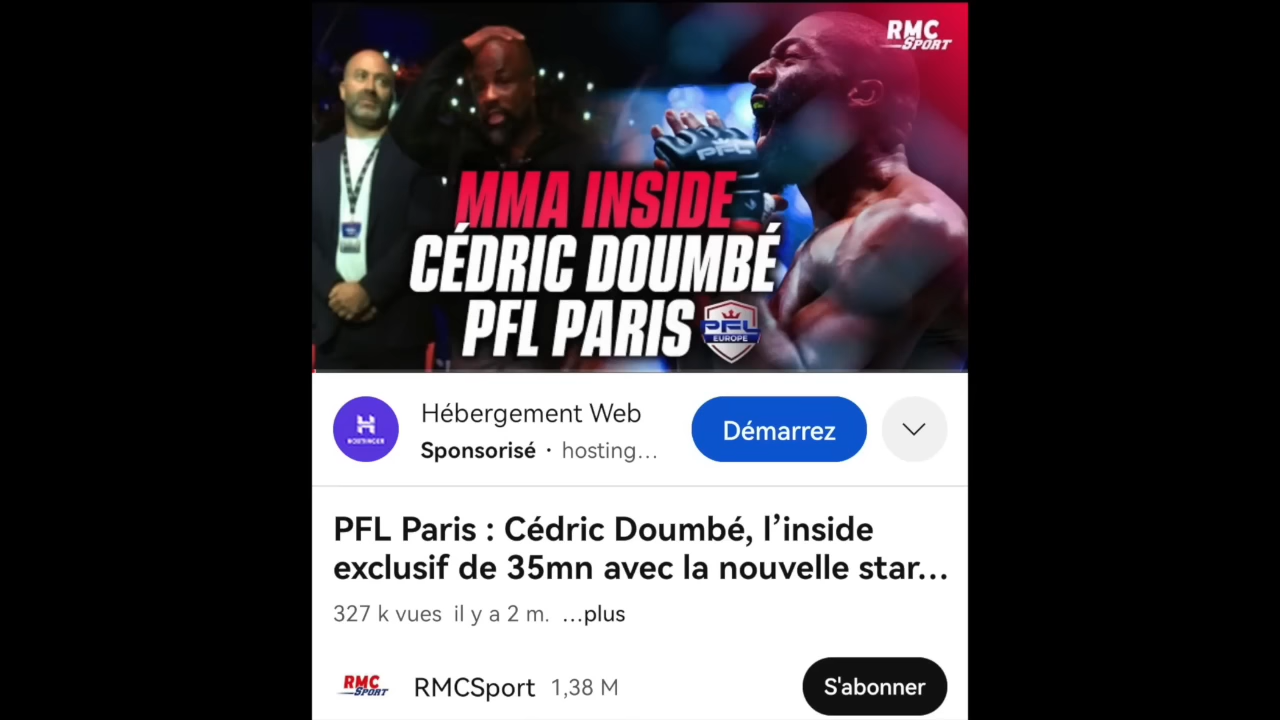 RMC
SPORT
PFL
MMA INSIDE
CÉDRIC DOUMBÉ
PFL PARIS
PFL
EUROPE
Hébergement Web
Démarrez
HOSTINGER
Sponsorisé · hosting…
PFL Paris : Cédric Doumbé, l’inside
exclusif de 35mn avec la nouvelle star…
327 k vues il y a 2 m. …plus
RMC
SPORT
RMCSport 1,38 M
S'abonner